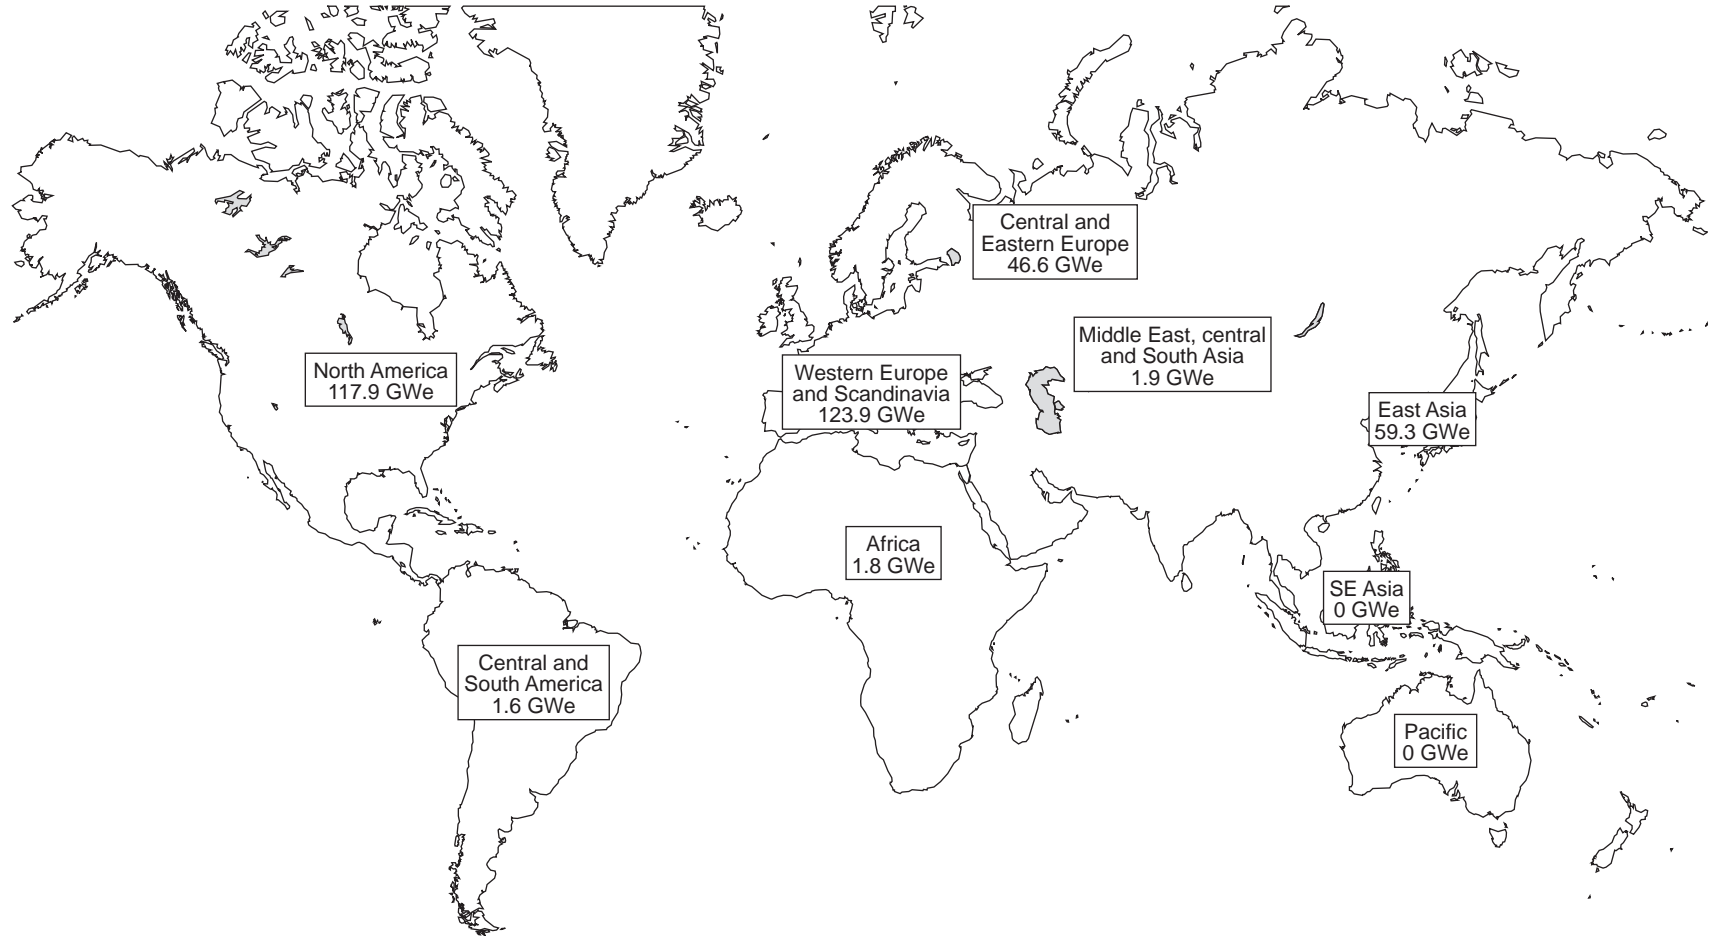 Central and
Eastern Europe
46.6 GWe
Middle East, central
and South Asia
1.9 GWe
North America
117.9 GWe
Western Europe
and Scandinavia
123.9 GWe
East Asia
59.3 GWe
Africa
1.8 GWe
SE Asia
0 GWe
Central and
South America
1.6 GWe
Pacific
0 GWe